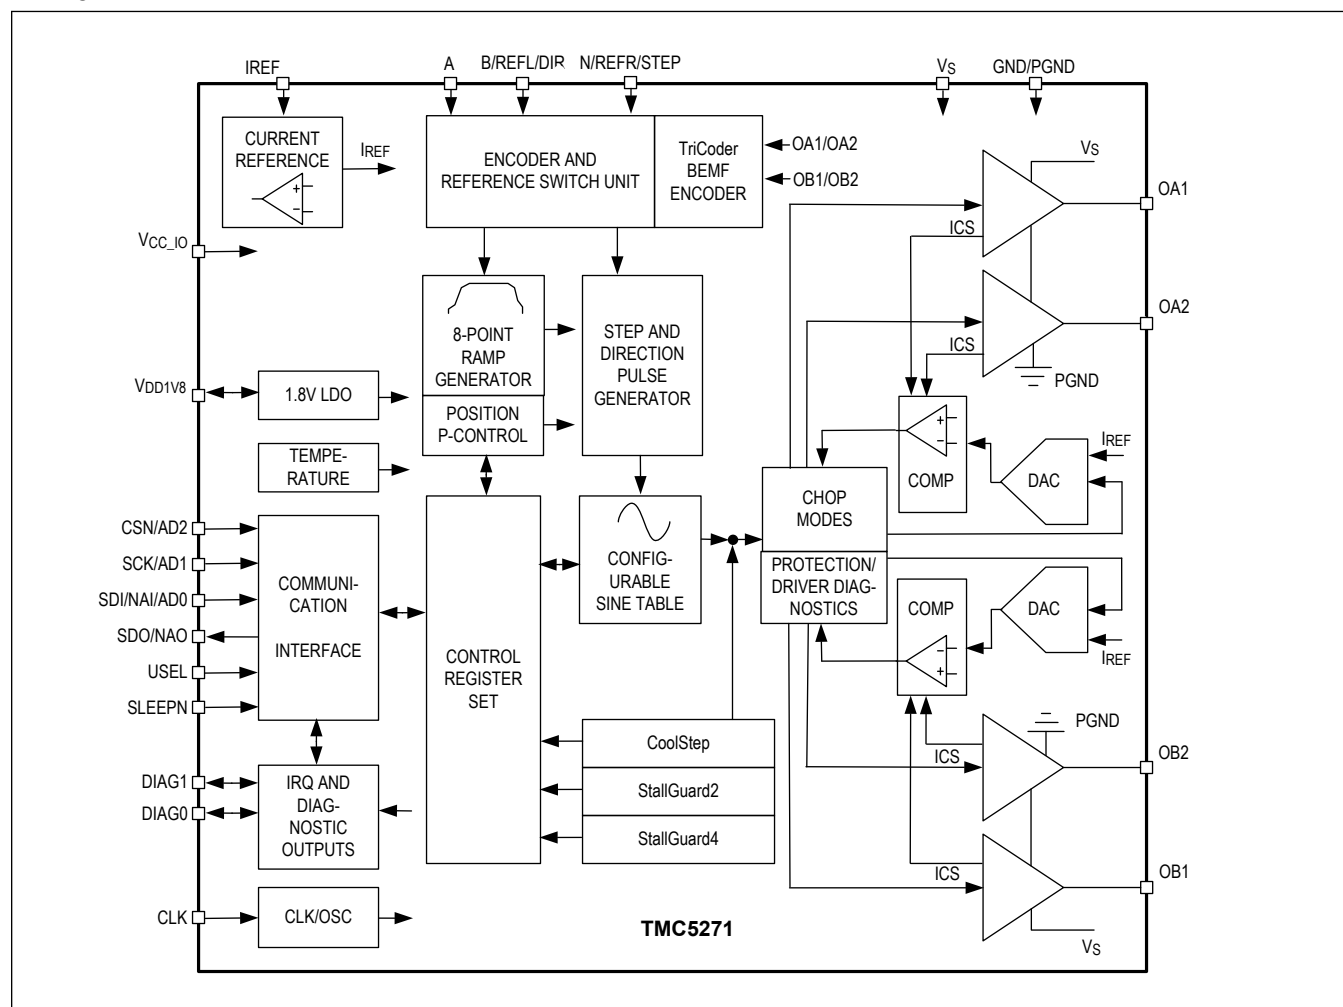 IREF
A
B/REFL/DIR
N/REFR/STEP
VS
GND/PGND
CURRENT
REFERENCE
+
−
IREF
ENCODER AND
REFERENCE SWITCH UNIT
TriCoder
BEMF
ENCODER
OA1/OA2
OB1/OB2
VS
OA1
ICS
VCC_IO
8-POINT
RAMP
GENERATOR
STEP AND
DIRECTION
PULSE
GENERATOR
OA2
ICS
PGND
VDD1V8
1.8V LDO
POSITION
P-CONTROL
TEMPE-
RATURE
+
−
COMP
DAC
IREF
CHOP
MODES
CSN/AD2
SCK/AD1
SDI/NAI/AD0
SDO/NAO
USEL
SLEEPN
COMMUNI-
CATION
INTERFACE
CONFIG-
URABLE
SINE TABLE
PROTECTION/
DRIVER DIAG-
NOSTICS
COMP
−
+
DAC
IREF
CONTROL
REGISTER
SET
CoolStep
StallGuard2
StallGuard4
PGND
ICS
OB2
DIAG1
DIAG0
IRQ AND
DIAG-
NOSTIC
OUTPUTS
ICS
OB1
VS
CLK
CLK/OSC
TMC5271